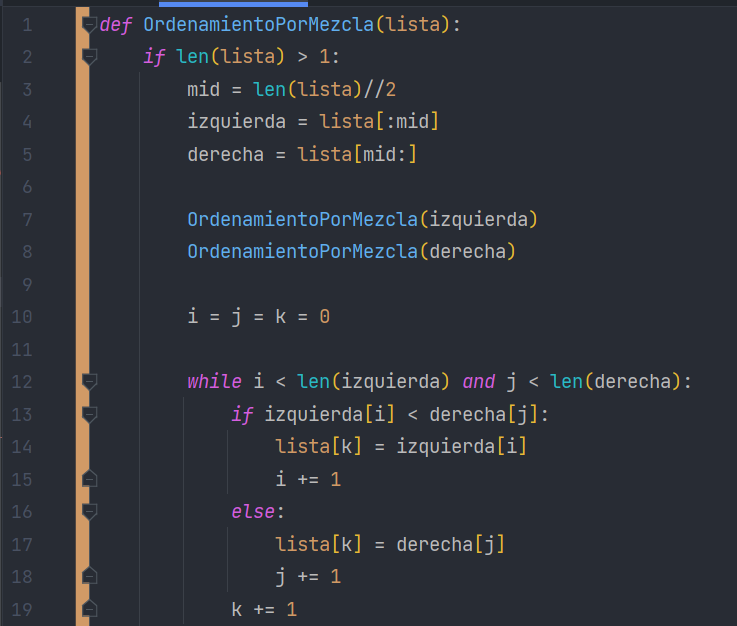 1 def OrdenamientoPorMezcla(lista):
2     if len(lista) > 1:
3         mid = len(lista)//2
4         izquierda = lista[:mid]
5         derecha = lista[mid:]
6
7         OrdenamientoPorMezcla(izquierda)
8         OrdenamientoPorMezcla(derecha)
9
10         i = j = k = 0
11
12         while i < len(izquierda) and j < len(derecha):
13             if izquierda[i] < derecha[j]:
14                 lista[k] = izquierda[i]
15                 i += 1
16             else:
17                 lista[k] = derecha[j]
18                 j += 1
19             k += 1